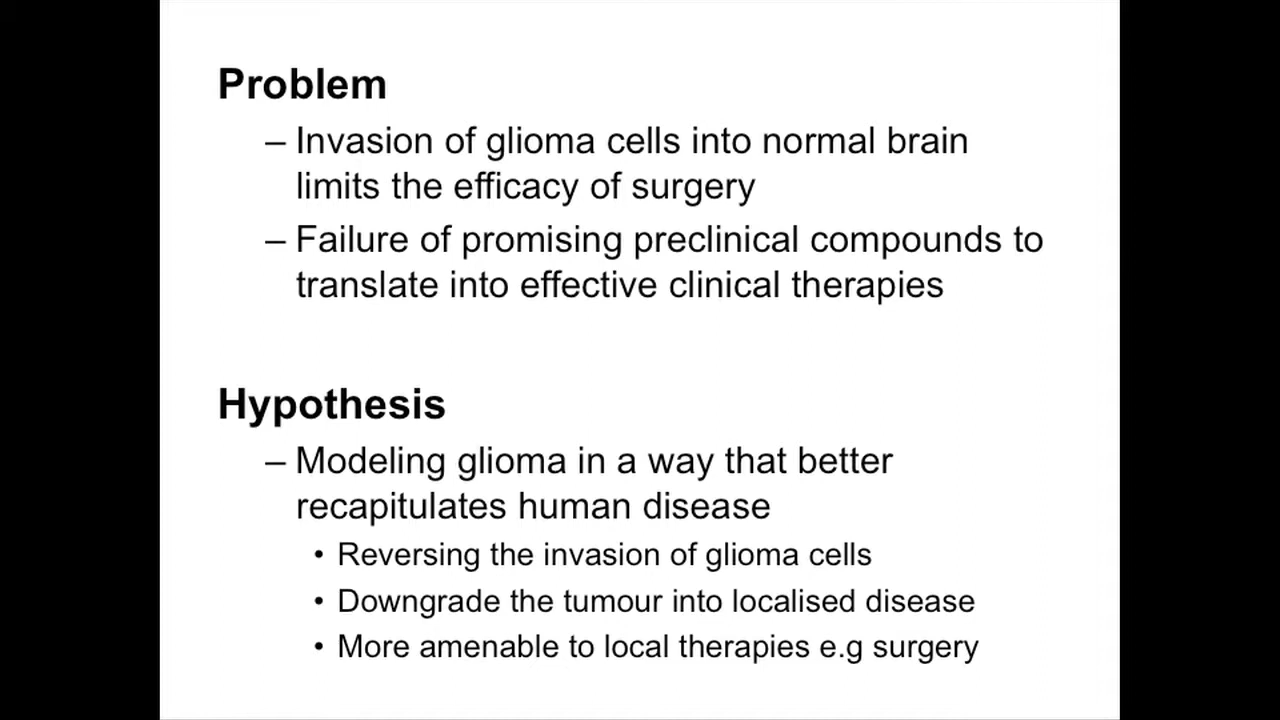 Problem
– Invasion of glioma cells into normal brain
limits the efficacy of surgery
– Failure of promising preclinical compounds to
translate into effective clinical therapies
Hypothesis
– Modeling glioma in a way that better
recapitulates human disease
• Reversing the invasion of glioma cells
• Downgrade the tumour into localised disease
• More amenable to local therapies e.g surgery